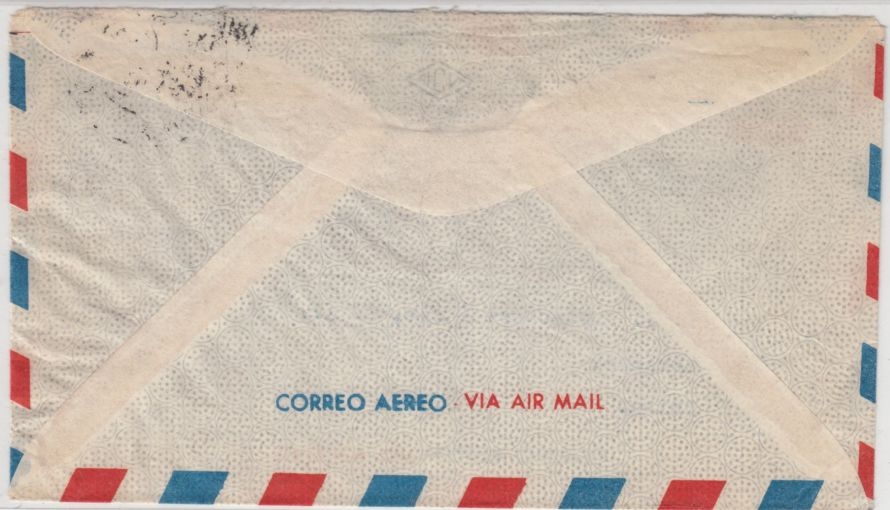 CORREO AEREO - VIA AIR MAIL